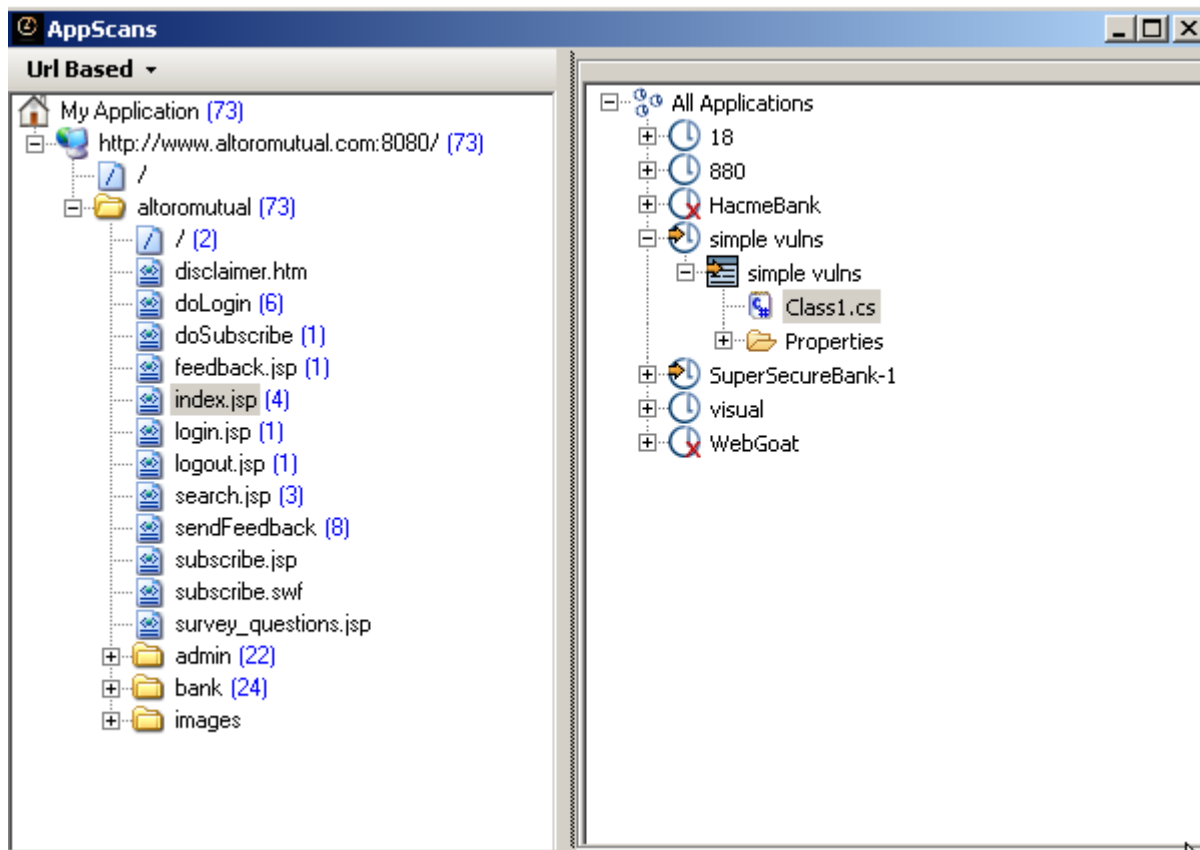 AppScans
Url Based
My Application (73)
http://www.altoromutual.com:8080/ (73)
/
altoromutual (73)
/ (2)
disclaimer.htm
doLogin (6)
doSubscribe (1)
feedback.jsp (1)
index.jsp (4)
login.jsp (1)
logout.jsp (1)
search.jsp (3)
sendFeedback (8)
subscribe.jsp
subscribe.swf
survey_questions.jsp
admin (22)
bank (24)
images
All Applications
18
880
HacmeBank
simple vulns
simple vulns
Class1.cs
Properties
SuperSecureBank-1
visual
WebGoat